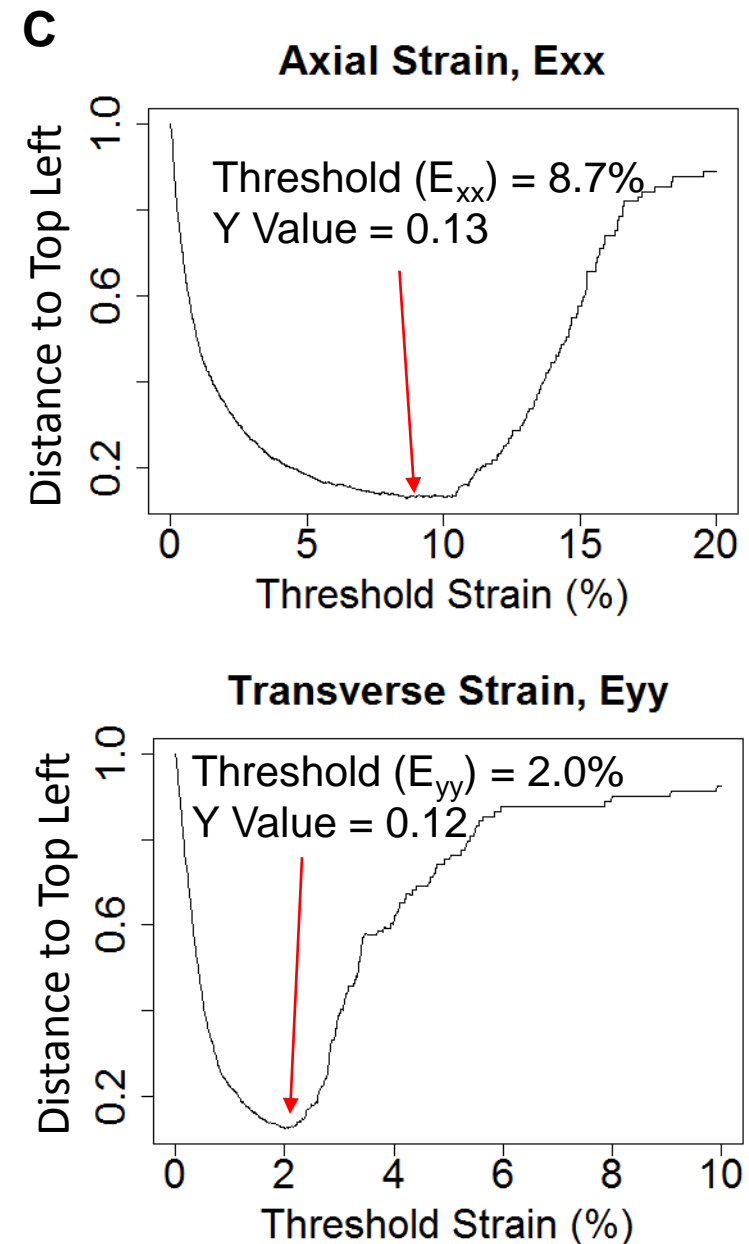 C
Axial Strain, Exx
Threshold (Exx) = 8.7%
Y Value = 0.13
Distance to Top Left
1.0
0.6
0.2
0 5 10 15 20
Threshold Strain (%)
Transverse Strain, Eyy
Threshold (Eyy) = 2.0%
Y Value = 0.12
Distance to Top Left
1.0
0.6
0.2
0 2 4 6 8 10
Threshold Strain (%)